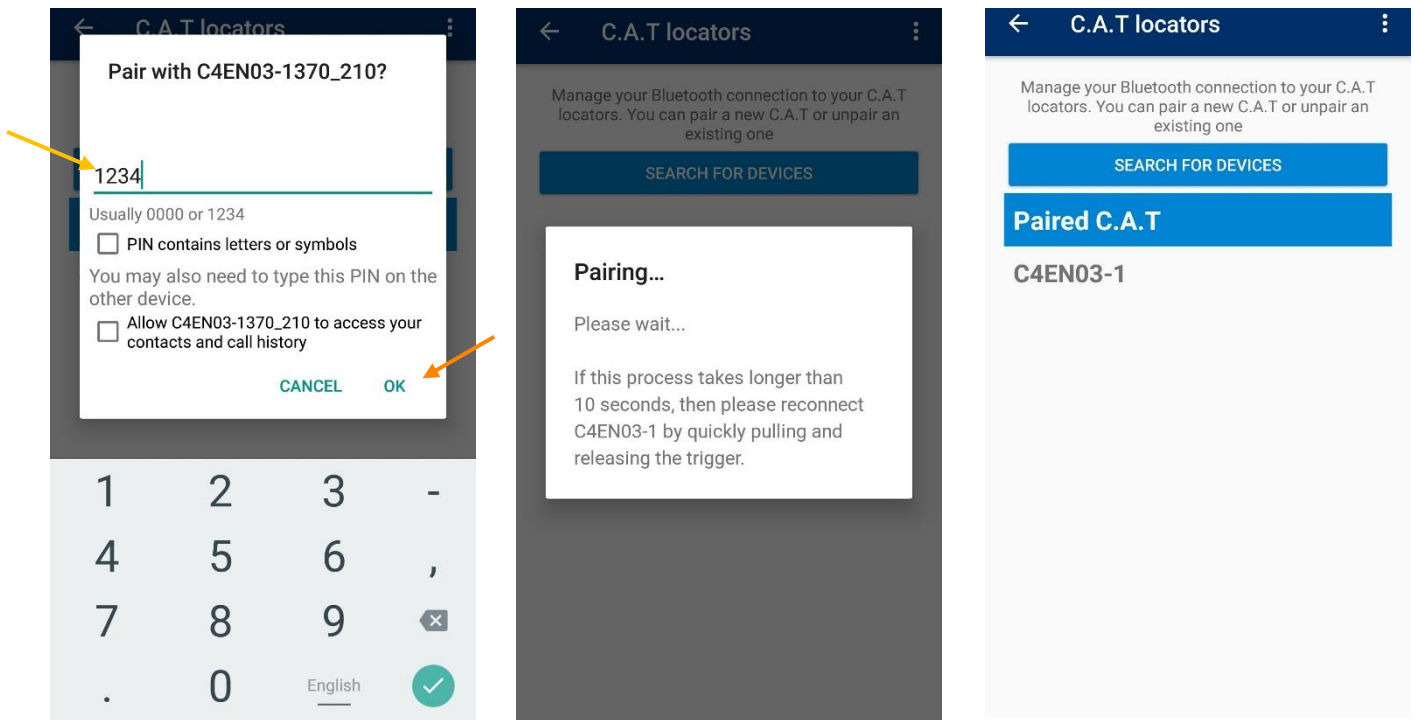 C.A.T locators
Pair with C4EN03-1370_210?
1234
Usually 0000 or 1234
PIN contains letters or symbols
You may also need to type this PIN on the
other device.
Allow C4EN03-1370_210 to access your
contacts and call history
CANCEL OK
1 2 3 -
4 5 6 ,
7 8 9
. 0 English
C.A.T locators
Manage your Bluetooth connection to your C.A.T
locators. You can pair a new C.A.T or unpair an
existing one
SEARCH FOR DEVICES
Pairing...
Please wait...
If this process takes longer than
10 seconds, then please reconnect
C4EN03-1 by quickly pulling and
releasing the trigger.
C.A.T locators
Manage your Bluetooth connection to your C.A.T
locators. You can pair a new C.A.T or unpair an
existing one
SEARCH FOR DEVICES
Paired C.A.T
C4EN03-1